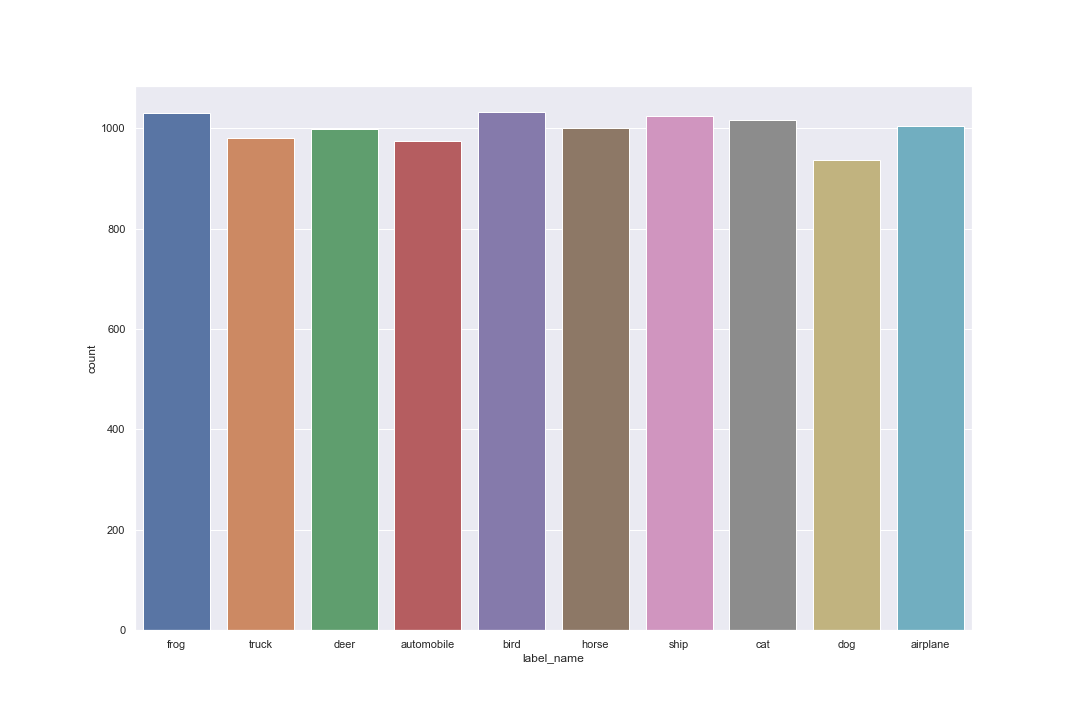 1000
800
600
400
200
0
count
frog truck deer automobile bird horse ship cat dog airplane
label_name